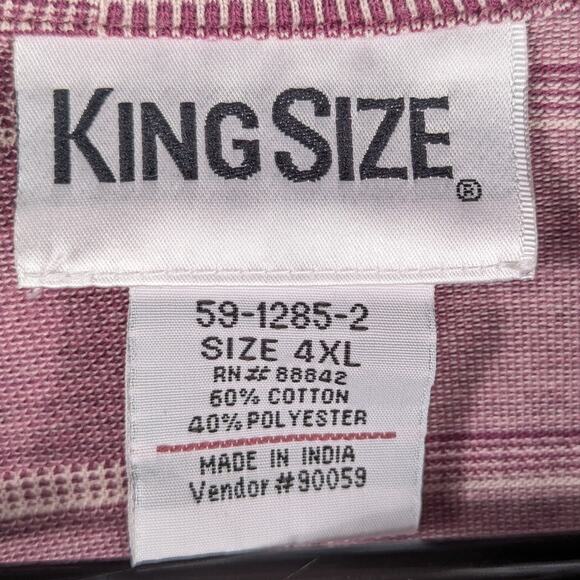 KINGSIZE®
59-1285-2
SIZE 4XL
RN# 88842
60% COTTON
40% POLYESTER
MADE IN INDIA
Vendor #90059